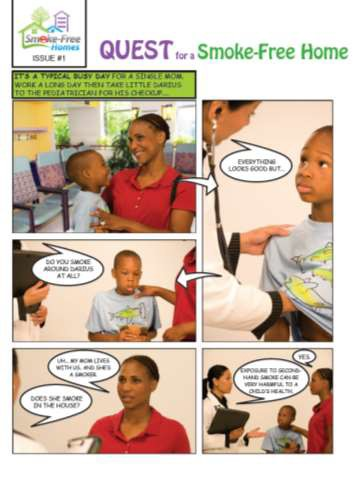 Smoke-Free
Homes
ISSUE #1
QUEST for a Smoke-Free Home
IT'S A TYPICAL BUSY DAY FOR A SINGLE MOM,
WORK A LONG DAY THEN TAKE LITTLE DARIUS
TO THE PEDIATRICIAN FOR HIS CHECKUP...
EVERYTHING
LOOKS GOOD BUT...
DO YOU SMOKE
AROUND DARIUS
AT ALL?
UH... MY MOM LIVES
WITH US, AND SHE'S
A SMOKER.
DOES SHE SMOKE
IN THE HOUSE?
YES.
EXPOSURE TO SECOND-
HAND SMOKE CAN BE
VERY HARMFUL TO A
CHILD'S HEALTH.